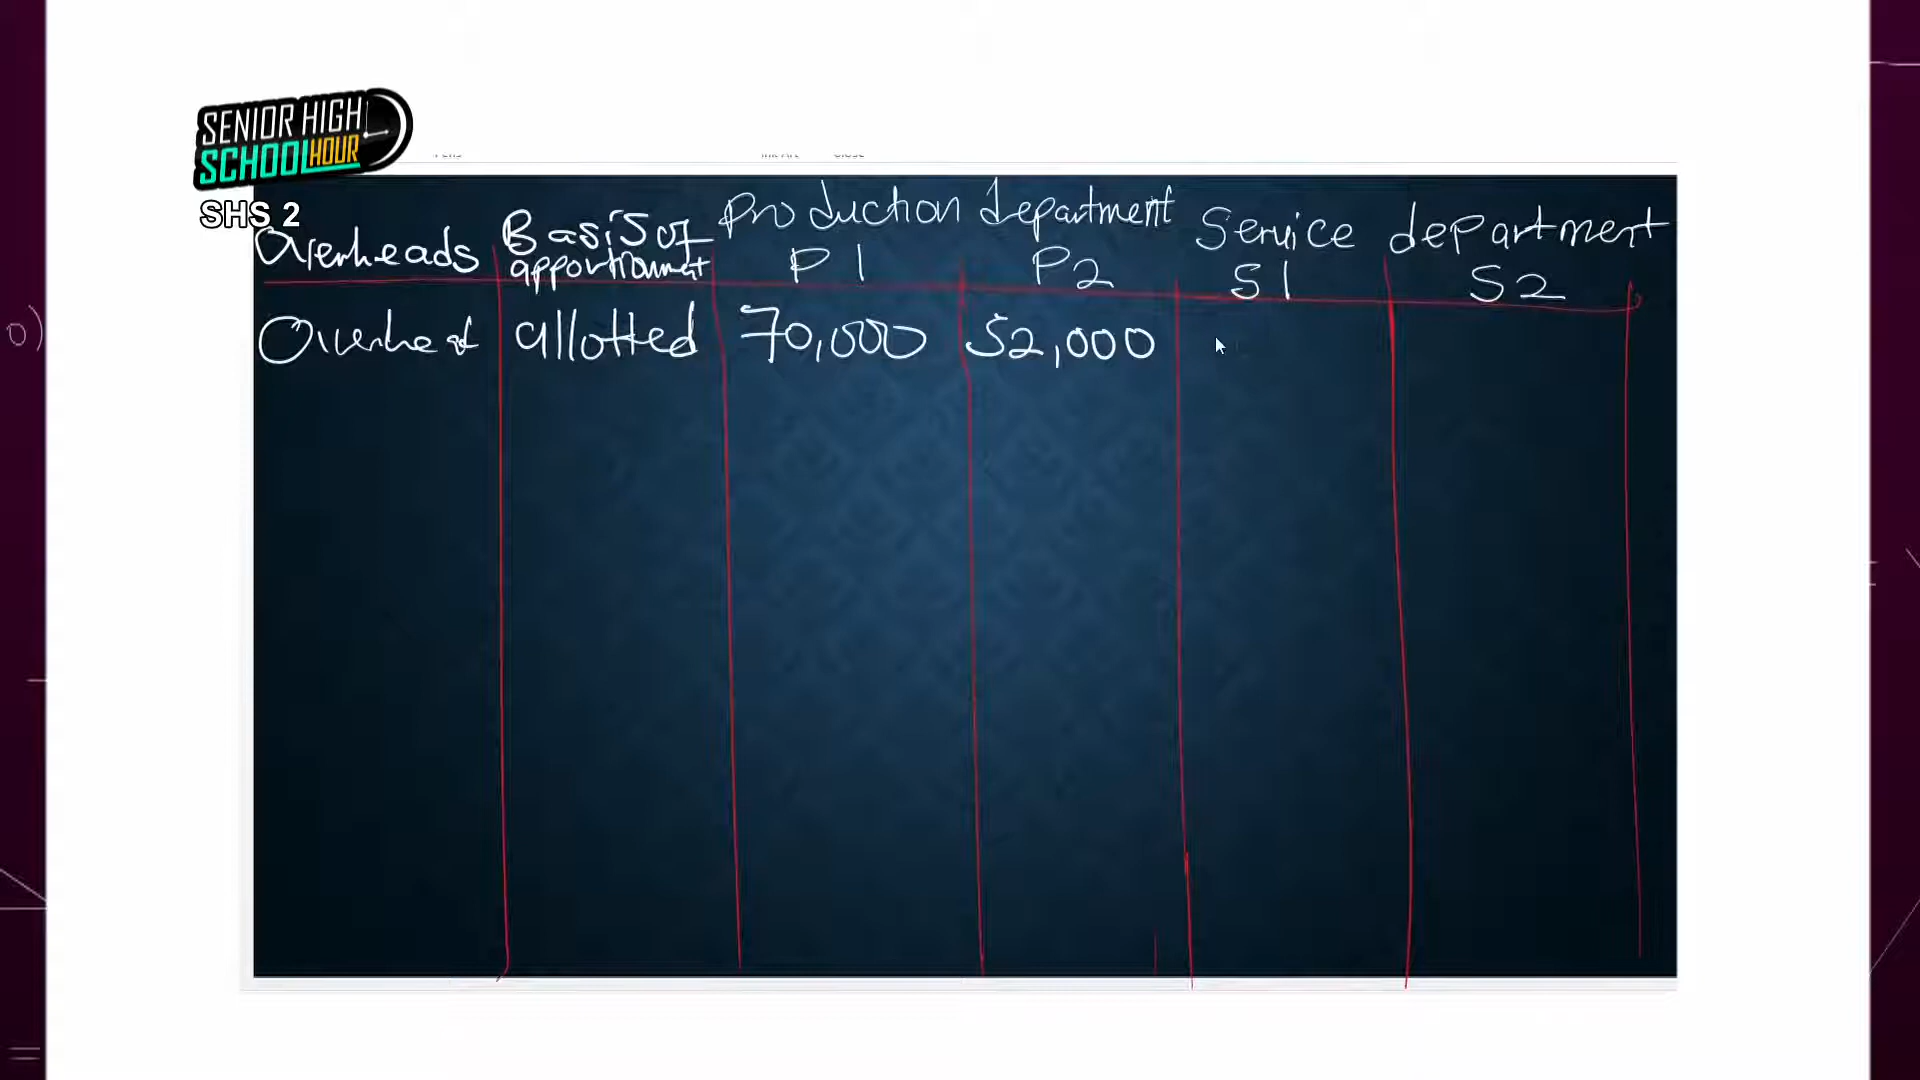 SENIOR HIGH
SCHOOL HOUR
SHS 2
Overheads Basis of apportionment Production department Service department
P1 P2 S1 S2
Overhead allotted 70,000 52,000
0)